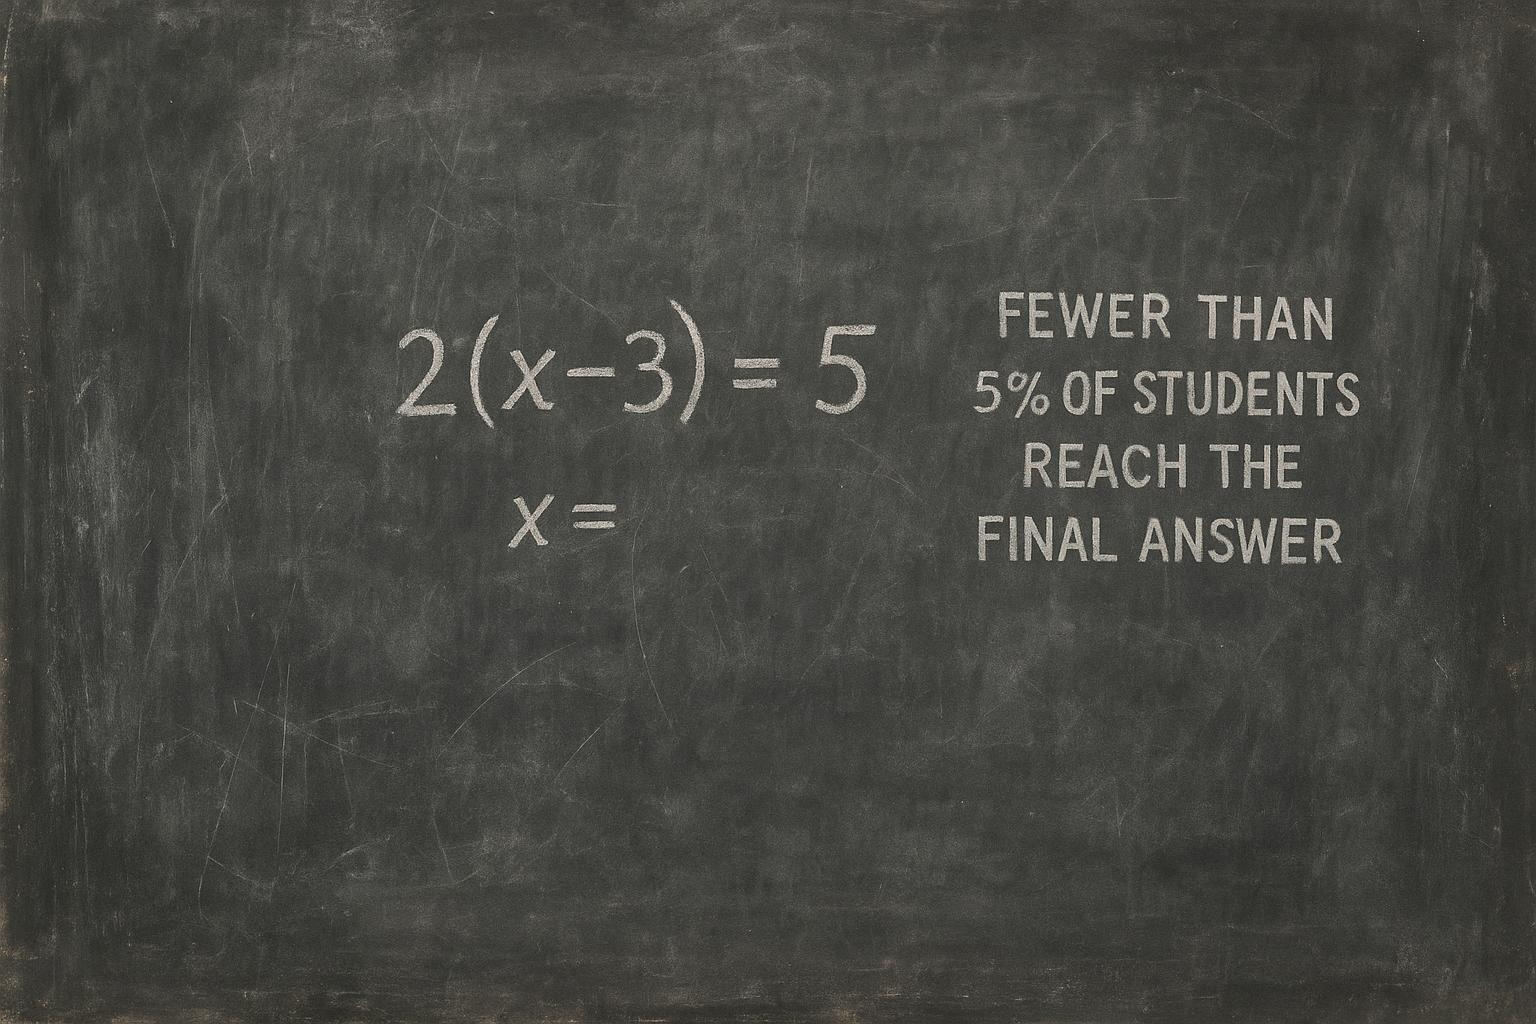 2(x−3) = 5
x =
FEWER THAN
5% OF STUDENTS
REACH THE
FINAL ANSWER